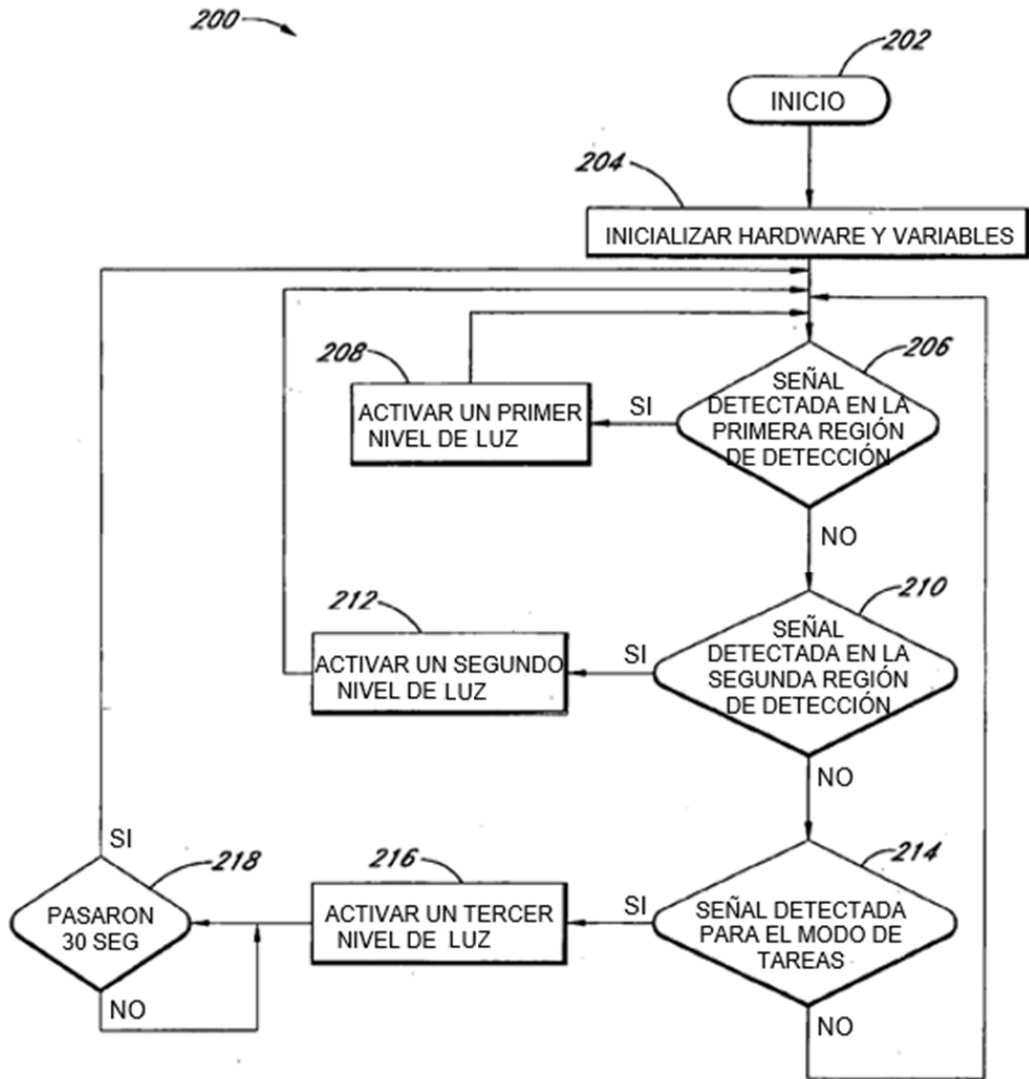 200
202
INICIO
204
INICIALIZAR HARDWARE Y VARIABLES
206
SEÑAL
DETECTADA EN LA
PRIMERA REGIÓN
DE DETECCIÓN
SI
208
ACTIVAR UN PRIMER
NIVEL DE LUZ
NO
210
SEÑAL
DETECTADA EN LA
SEGUNDA REGIÓN
DE DETECCIÓN
SI
212
ACTIVAR UN SEGUNDO
NIVEL DE LUZ
NO
214
SEÑAL DETECTADA
PARA EL MODO DE
TAREAS
SI
216
ACTIVAR UN TERCER
NIVEL DE LUZ
218
PASARON
30 SEG
SI
NO
NO